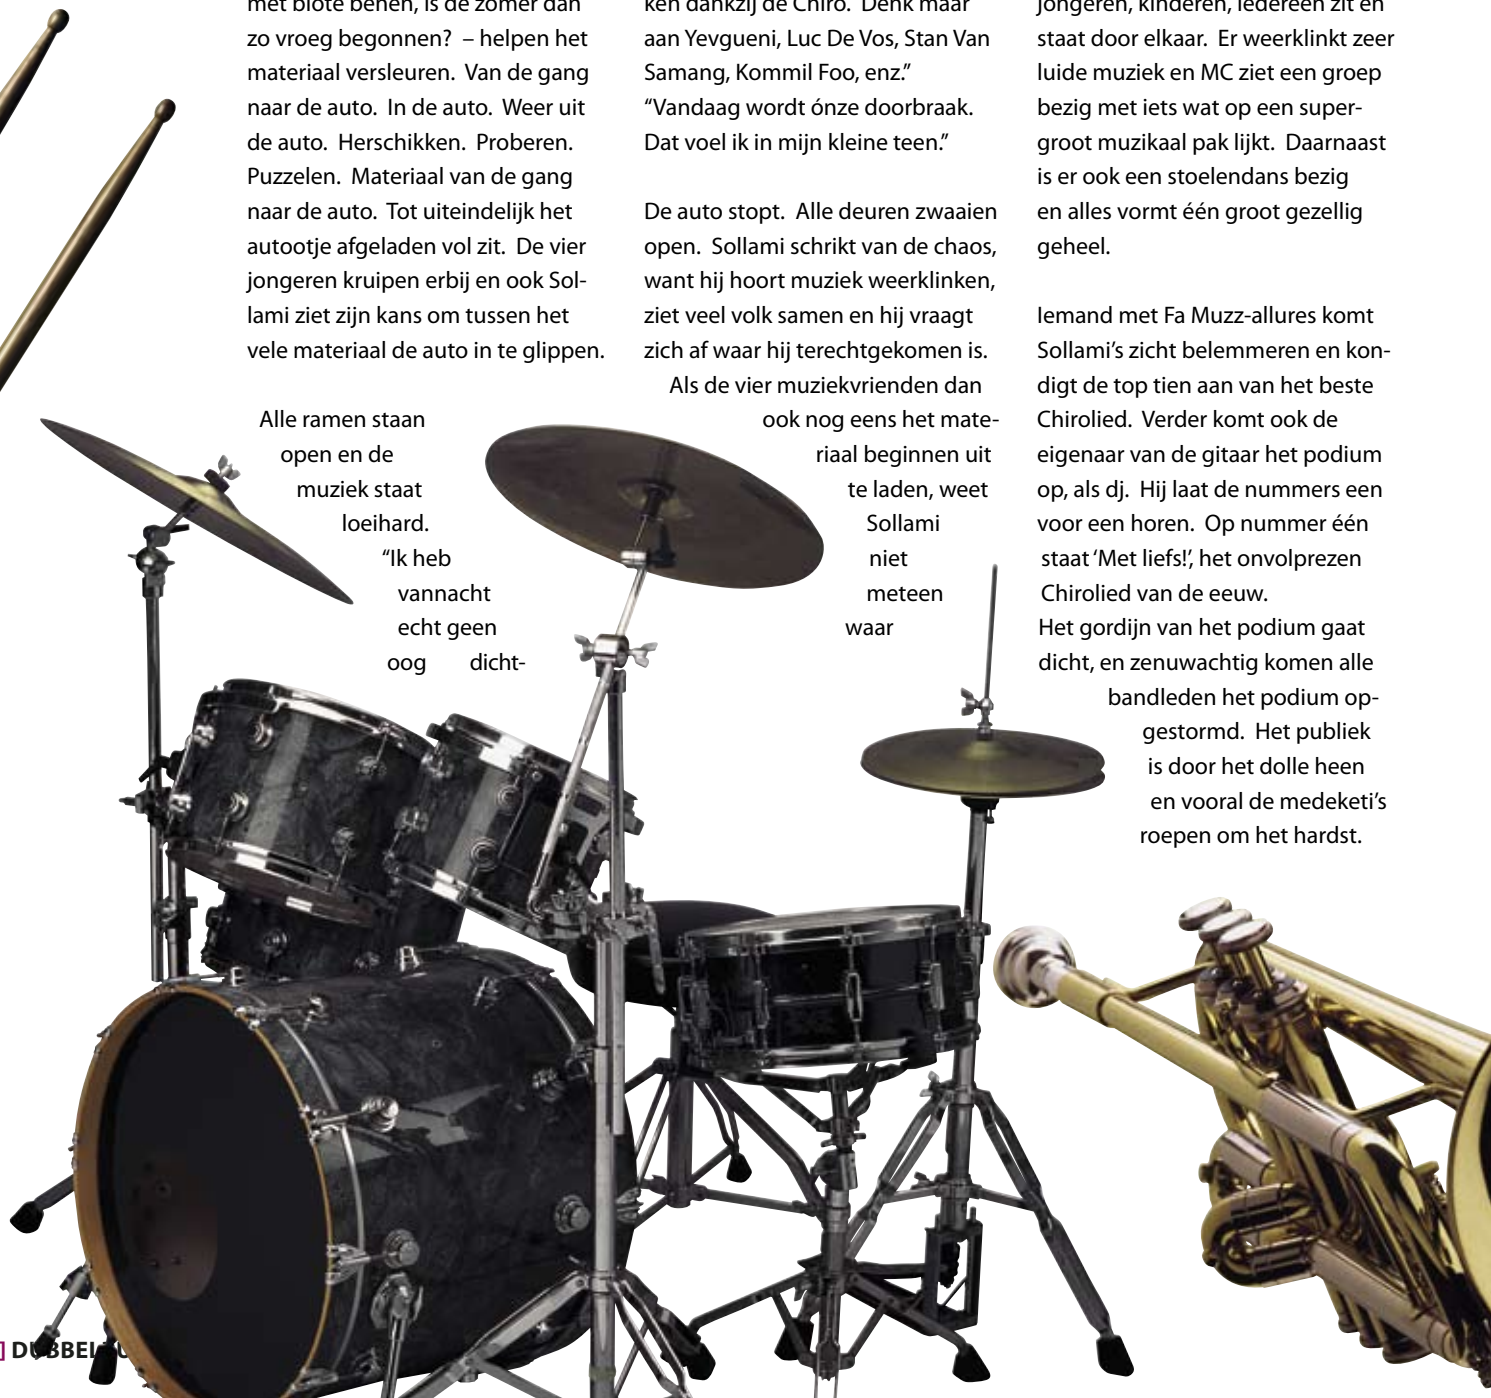 met blote benen, is de zomer dan
zo vroeg begonnen? – helpen het
materiaal versleuren. Van de gang
naar de auto. In de auto. Weer uit
de auto. Herschikken. Proberen.
Puzzelen. Materiaal van de gang
naar de auto. Tot uiteindelijk het
autootje afgeladen vol zit. De vier
jongeren kruipen erbij en ook Sol-
lami ziet zijn kans om tussen het
vele materiaal de auto in te glippen.
Alle ramen staan
open en de
muziek staat
loeihard.
“Ik heb
vannacht
echt geen
oog dicht-
ken dankzij de Chiro. Denk maar
aan Yevgueni, Luc De Vos, Stan Van
Samang, Kommil Foo, enz.”
“Vandaag wordt ónze doorbraak.
Dat voel ik in mijn kleine teen.”
De auto stopt. Alle deuren zwaaien
open. Sollami schrikt van de chaos,
want hij hoort muziek weerklinken,
ziet veel volk samen en hij vraagt
zich af waar hij terechtgekomen is.
Als de vier muziekvrienden dan
ook nog eens het mate-
riaal beginnen uit
te laden, weet
Sollami
niet
meteen
waar
jongeren, kinderen, iedereen zit en
staat door elkaar. Er weerklinkt zeer
luide muziek en MC ziet een groep
bezig met iets wat op een super-
groot muzikaal pak lijkt. Daarnaast
is er ook een stoelendans bezig
en alles vormt één groot gezellig
geheel.
Iemand met Fa Muzz-allures komt
Sollami’s zicht belemmeren en kon-
digt de top tien aan van het beste
Chirolied. Verder komt ook de
eigenaar van de gitaar het podium
op, als dj. Hij laat de nummers een
voor een horen. Op nummer één
staat ‘Met liefs!’, het onvolprezen
Chirolied van de eeuw.
Het gordijn van het podium gaat
dicht, en zenuwachtig komen alle
bandleden het podium op-
gestormd. Het publiek
is door het dolle heen
en vooral de medeketi’s
roepen om het hardst.
] DUBBEL